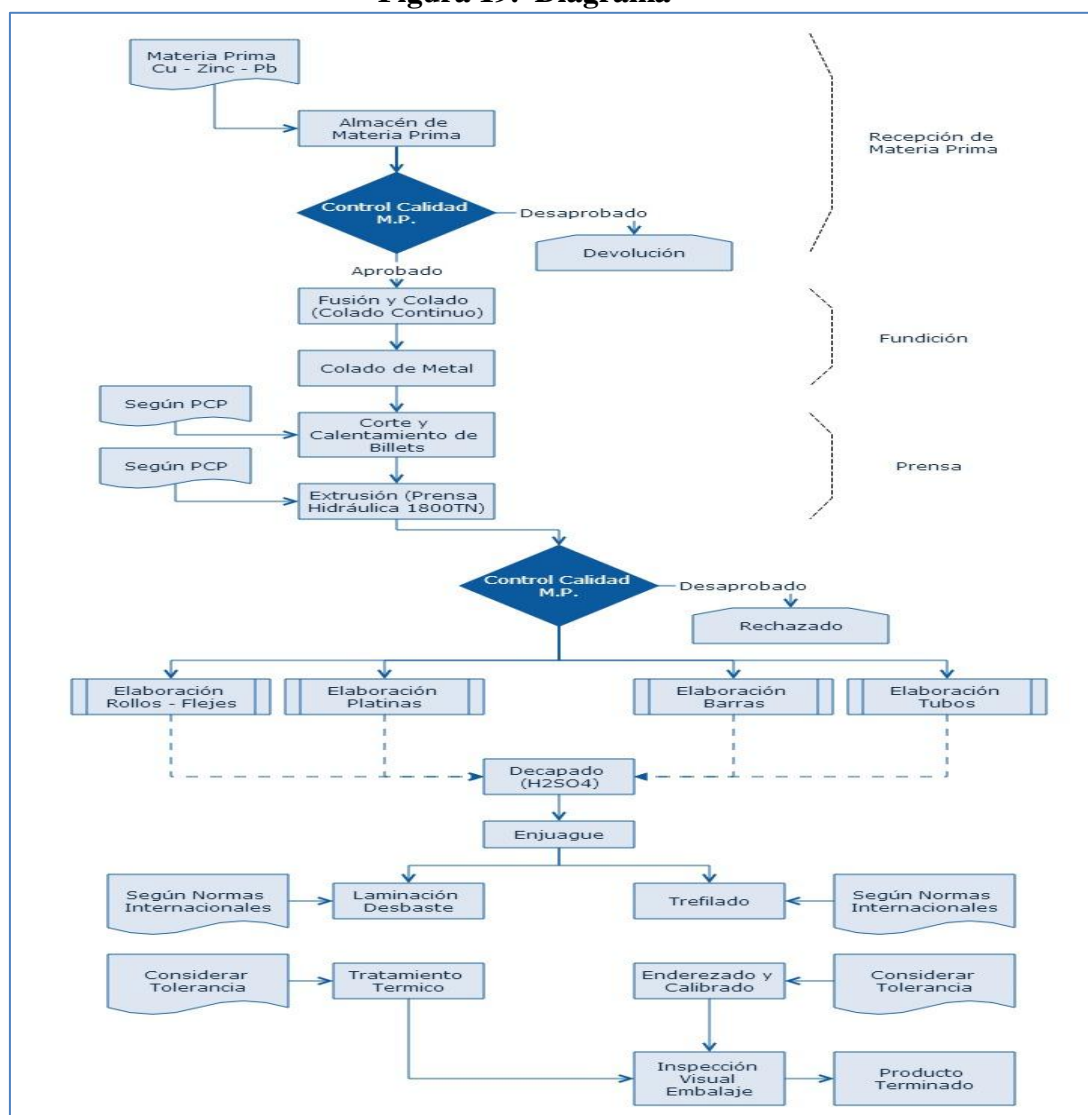 Figura 19: Diagrama
Materia Prima
Cu - Zinc - Pb
Almacén de
Materia Prima
Recepción de
Materia Prima
Control Calidad
M.P.
Desaprobado
Devolución
Aprobado
Fusión y Colado
(Colado Continuo)
Fundición
Colado de Metal
Según PCP
Corte y
Calentamiento de
Billets
Según PCP
Prensa
Extrusión (Prensa
Hidráulica 1800TN)
Control Calidad
M.P.
Desaprobado
Rechazado
Elaboración
Rollos - Flejes
Elaboración
Platinas
Elaboración
Barras
Elaboración
Tubos
Decapado
(H2SO4)
Enjuague
Según Normas
Internacionales
Laminación
Desbaste
Trefilado
Según Normas
Internacionales
Considerar
Tolerancia
Tratamiento
Termico
Enderezado y
Calibrado
Considerar
Tolerancia
Inspección
Visual
Embalaje
Producto
Terminado